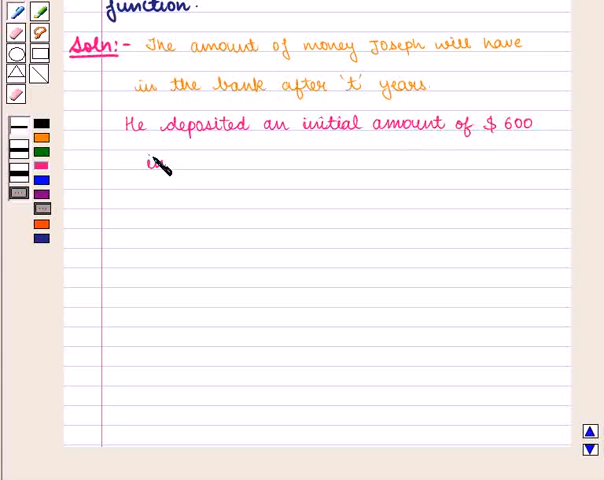 function.
Soln:- The amount of money Joseph will have
in the bank after 't' years.
He deposited an initial amount of $ 600
in